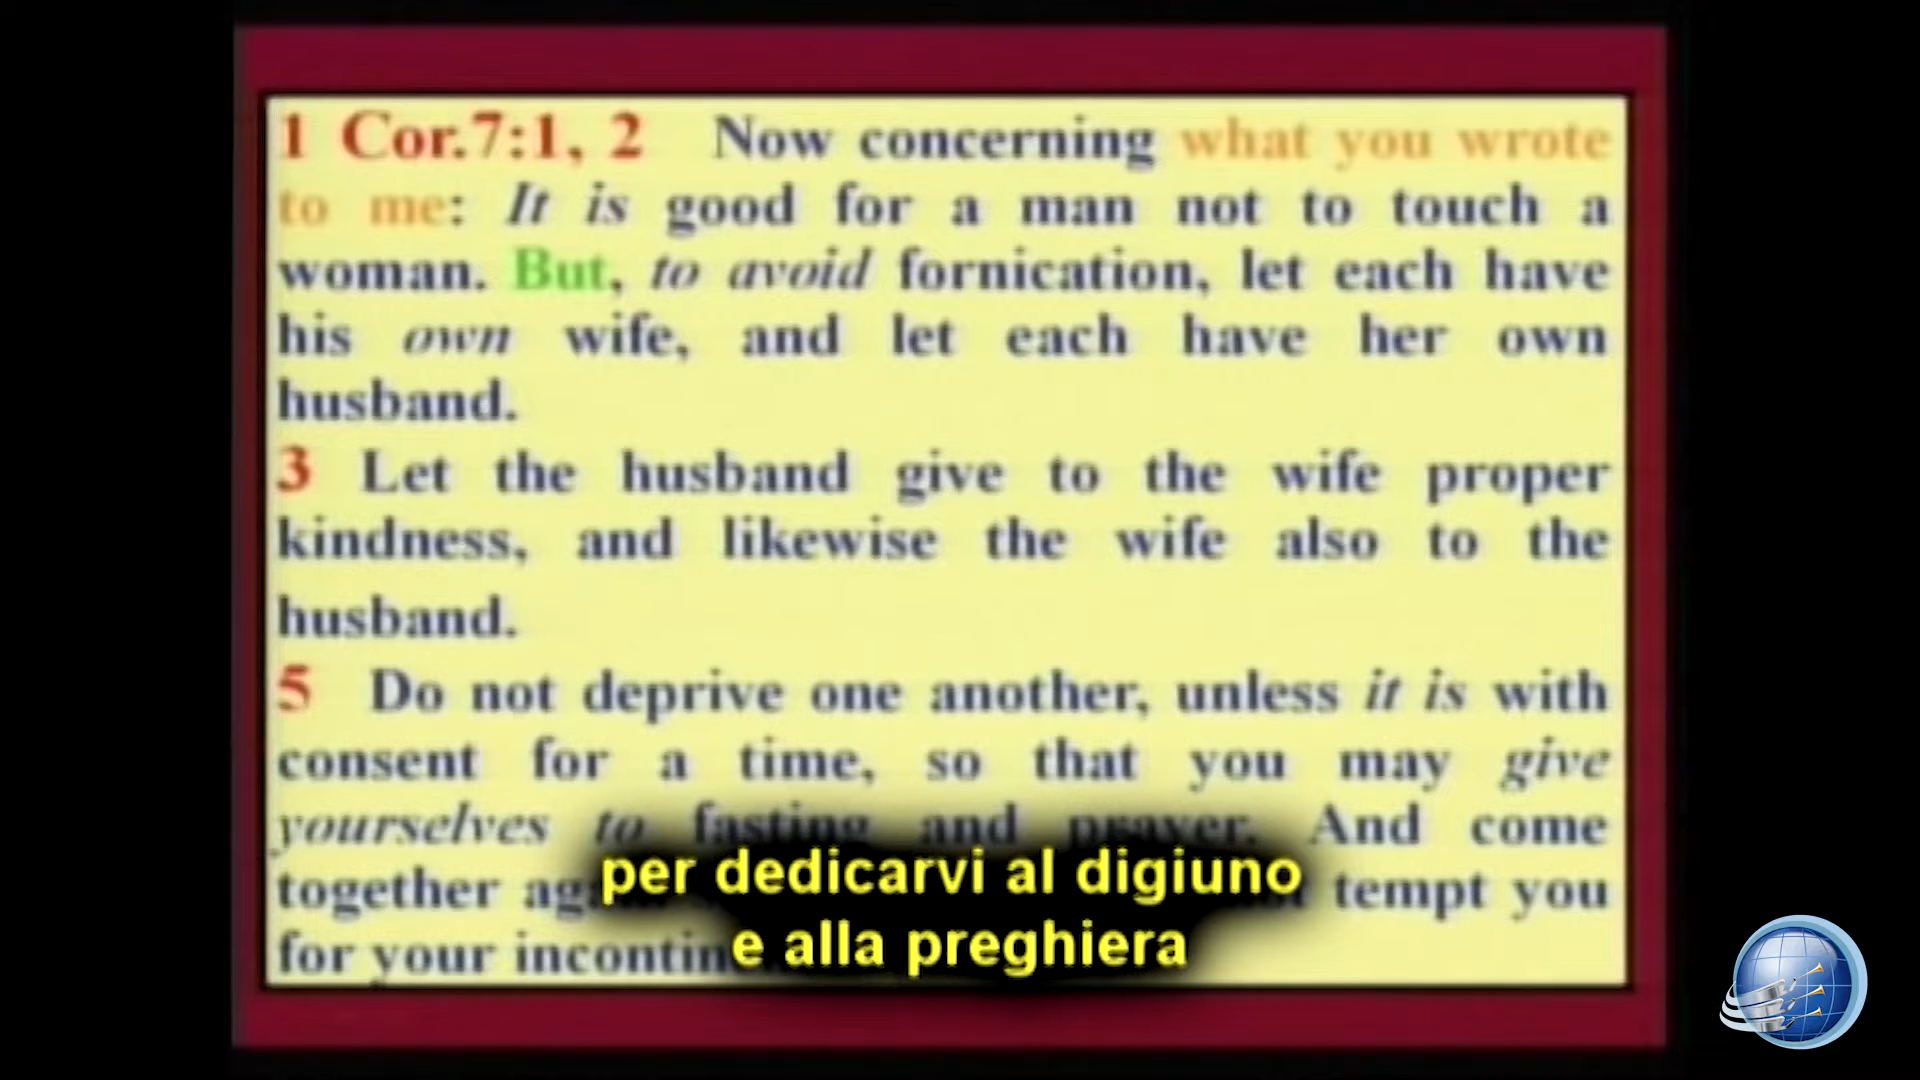 1 Cor.7:1, 2 Now concerning what you wrote
to me: It is good for a man not to touch a
woman. But, to avoid fornication, let each have
his own wife, and let each have her own
husband.
3 Let the husband give to the wife proper
kindness, and likewise the wife also to the
husband.
5 Do not deprive one another, unless it is with
consent for a time, so that you may give
yourselves to fasting and prayer. And come
together tempt you
for your
per dedicarvi al digiuno
e alla preghiera